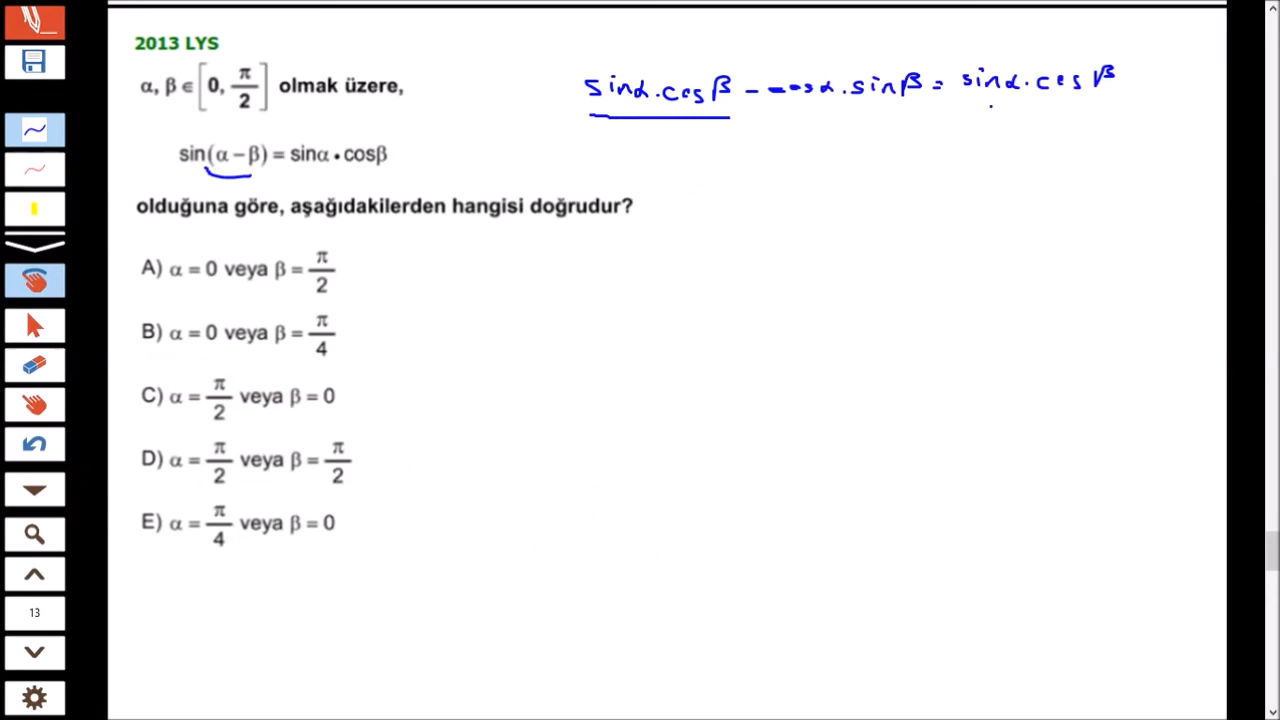 2013 LYS
α, β ∈ [0, π/2] olmak üzere,
sinα.cosβ - cosα.sinβ = sinα.cosβ
sin(α − β) = sinα • cosβ
olduğuna göre, aşağıdakilerden hangisi doğrudur?
A) α = 0 veya β = π/2
B) α = 0 veya β = π/4
C) α = π/2 veya β = 0
D) α = π/2 veya β = π/2
E) α = π/4 veya β = 0
13